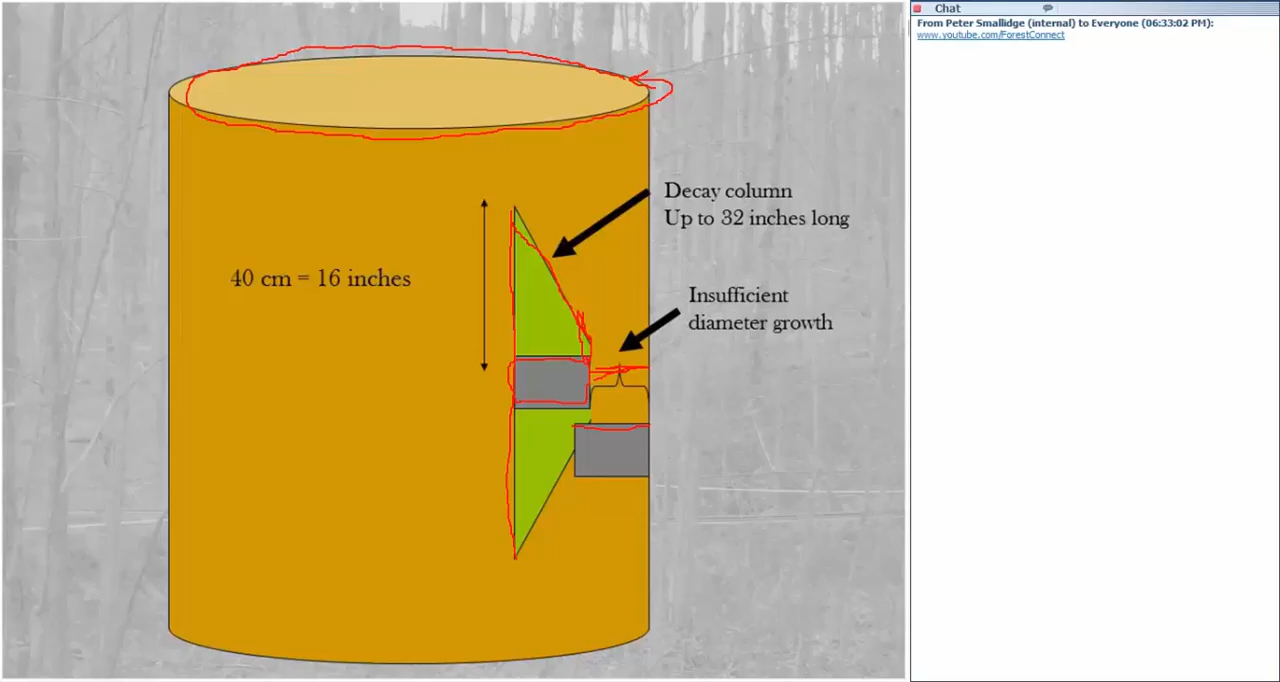 Decay column
Up to 32 inches long
40 cm = 16 inches
Insufficient
diameter growth
Chat
From Peter Smallidge (internal) to Everyone (06:33:02 PM):
www.youtube.com/ForestConnect